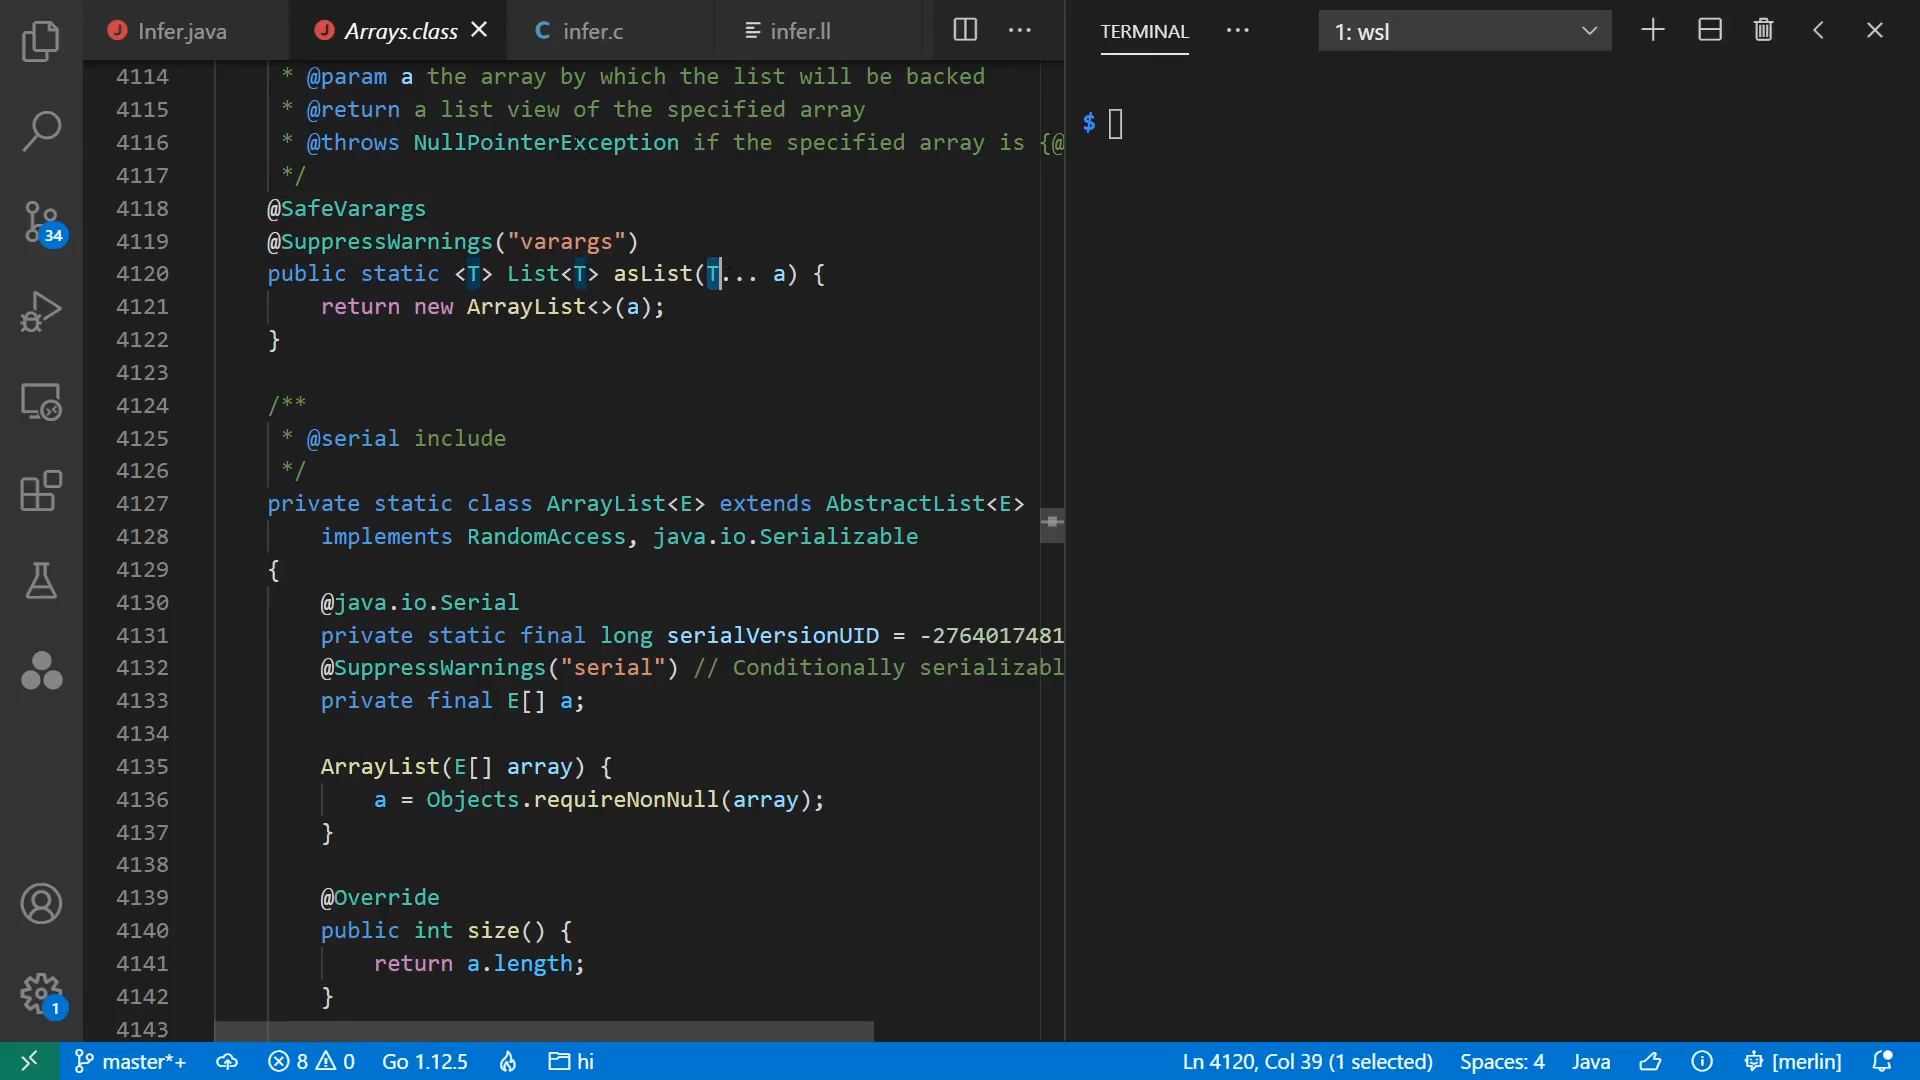 Infer.java
Arrays.class
infer.c
infer.ll
TERMINAL
1: wsl
4114 * @param a the array by which the list will be backed
4115 * @return a list view of the specified array
4116 * @throws NullPointerException if the specified array is {@
4117 */
4118 @SafeVarargs
4119 @SuppressWarnings("varargs")
4120 public static <T> List<T> asList(T... a) {
4121 return new ArrayList<>(a);
4122 }
4123
4124 /**
4125 * @serial include
4126 */
4127 private static class ArrayList<E> extends AbstractList<E>
4128 implements RandomAccess, java.io.Serializable
4129 {
4130 @java.io.Serial
4131 private static final long serialVersionUID = -2764017481
4132 @SuppressWarnings("serial") // Conditionally serializabl
4133 private final E[] a;
4134
4135 ArrayList(E[] array) {
4136 a = Objects.requireNonNull(array);
4137 }
4138
4139 @Override
4140 public int size() {
4141 return a.length;
4142 }
4143
$
34
1
master*+
8
0
Go 1.12.5
hi
Ln 4120, Col 39 (1 selected)
Spaces: 4
Java
[merlin]